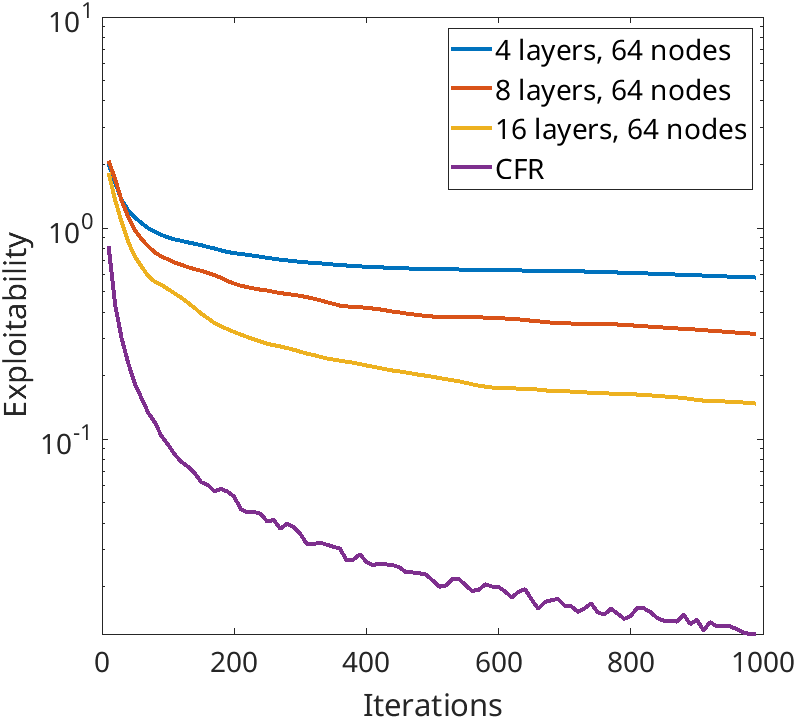 10^1
10^0
10^-1
Exploitability
4 layers, 64 nodes
8 layers, 64 nodes
16 layers, 64 nodes
CFR
0 200 400 600 800 1000
Iterations